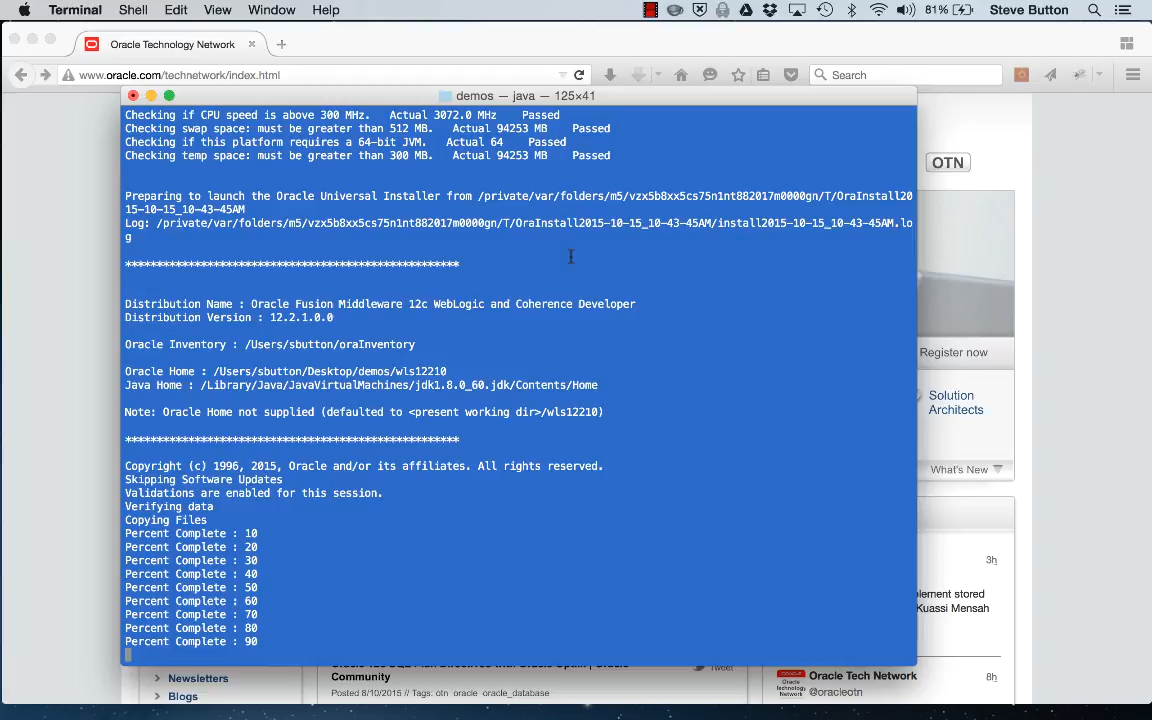 Terminal Shell Edit View Window Help 81% Steve Button
Oracle Technology Network
www.oracle.com/technetwork/index.html
Search
demos — java — 125×41
Checking if CPU speed is above 300 MHz. Actual 3072.0 MHz Passed
Checking swap space: must be greater than 512 MB. Actual 94253 MB Passed
Checking if this platform requires a 64-bit JVM. Actual 64 Passed
Checking temp space: must be greater than 300 MB. Actual 94253 MB Passed
Preparing to launch the Oracle Universal Installer from /private/var/folders/m5/vzx5b8xx5cs75n1nt882017m0000gn/T/OraInstall20
15-10-15_10-43-45AM
Log: /private/var/folders/m5/vzx5b8xx5cs75n1nt882017m0000gn/T/OraInstall2015-10-15_10-43-45AM/install2015-10-15_10-43-45AM.lo
g
*****************************************************
Distribution Name : Oracle Fusion Middleware 12c WebLogic and Coherence Developer
Distribution Version : 12.2.1.0.0
Oracle Inventory : /Users/sbutton/oraInventory
Oracle Home : /Users/sbutton/Desktop/demos/wls12210
Java Home : /Library/Java/JavaVirtualMachines/jdk1.8.0_60.jdk/Contents/Home
Note: Oracle Home not supplied (defaulted to <present working dir>/wls12210)
*****************************************************
Copyright (c) 1996, 2015, Oracle and/or its affiliates. All rights reserved.
Skipping Software Updates
Validations are enabled for this session.
Verifying data
Copying Files
Percent Complete : 10
Percent Complete : 20
Percent Complete : 30
Percent Complete : 40
Percent Complete : 50
Percent Complete : 60
Percent Complete : 70
Percent Complete : 80
Percent Complete : 90
OTN
Register now
Solution
Architects
What's New
3h
plement stored
Kuassi Mensah
Newsletters
Blogs
Community
Posted 8/10/2015 // Tags: otn oracle oracle_database
Tweet
Oracle Tech Network
@oracleotn
8h